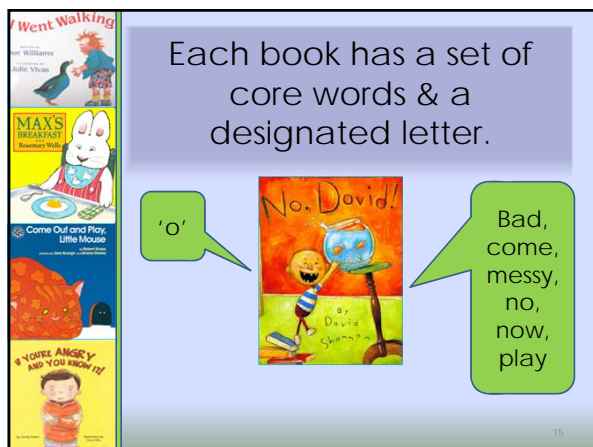 I Went Walking
Sue Williams
Julie Vivas
MAX'S
BREAKFAST
Rosemary Wells
Come Out and Play,
Little Mouse
IF YOU'RE ANGRY
AND YOU KNOW IT!
Each book has a set of
core words & a
designated letter.
'o'
No, David!
By
David
Shannon
Bad,
come,
messy,
no,
now,
play
15